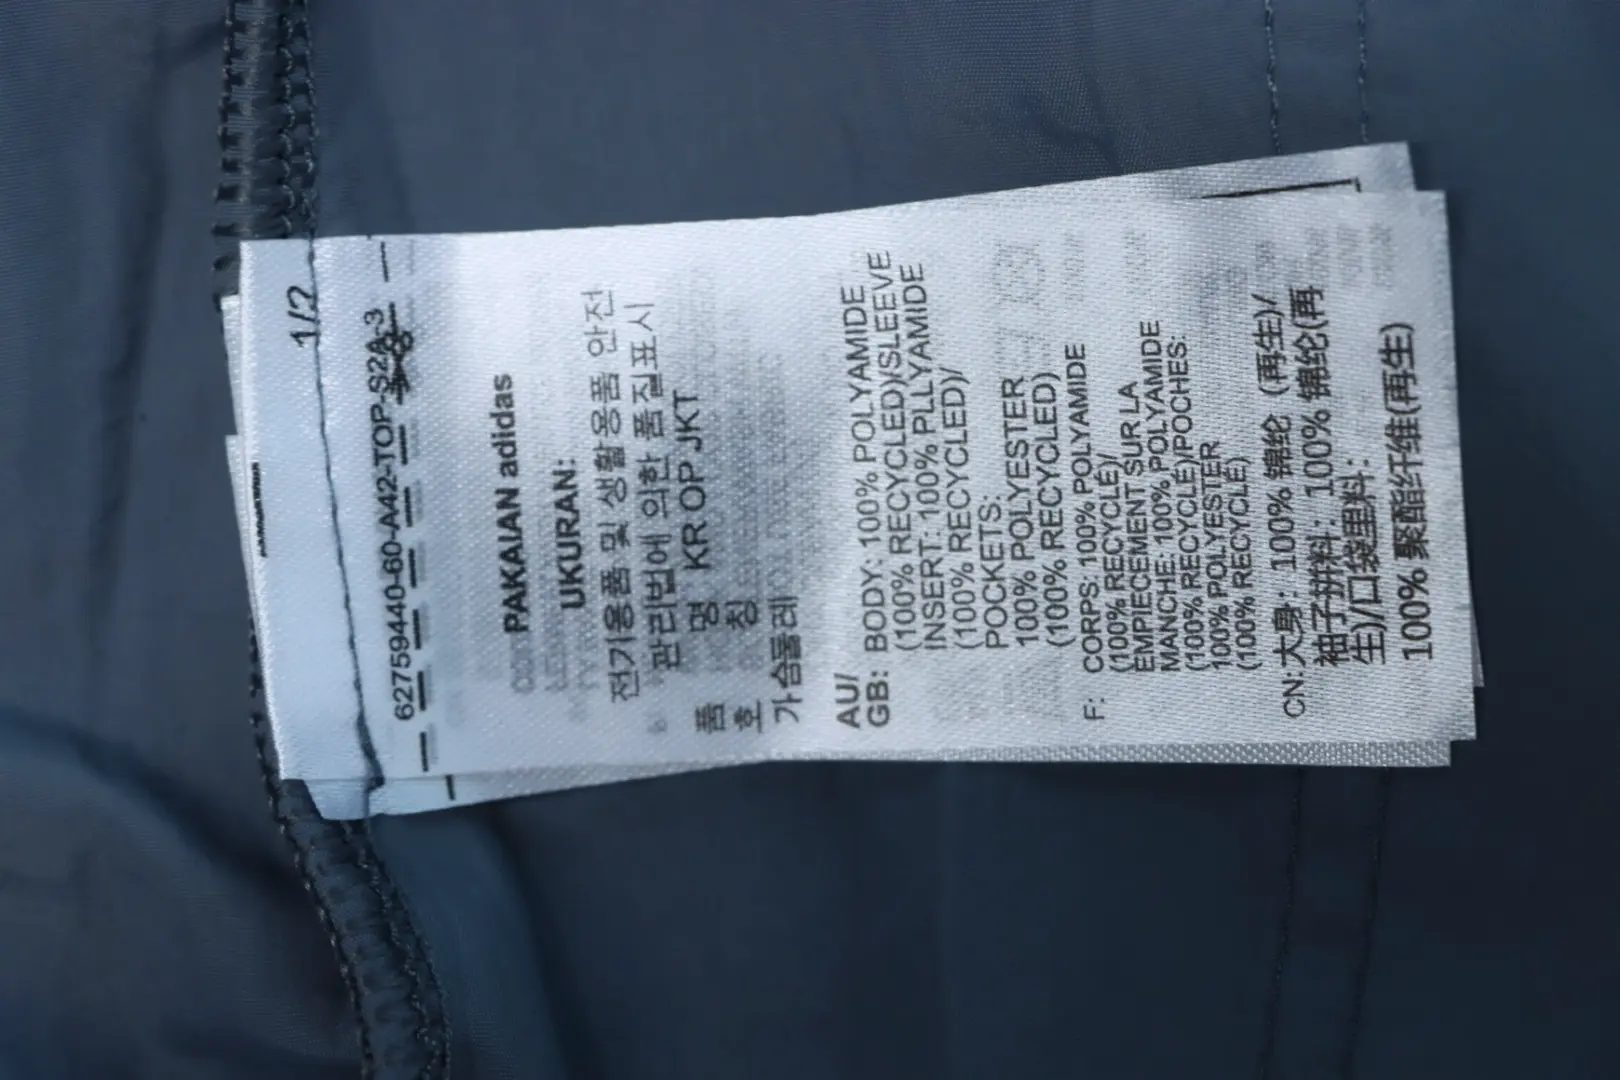 1/2
62759440-60-A42-TOP-S2A-3
PAKAIAN adidas
UKURAN:
전기용품 및 생활용품 안전
관리법에 의한 품질표시
품 명 KR OP JKT
호 칭
가슴둘레
AU/
GB: BODY: 100% POLYAMIDE
(100% RECYCLED)/SLEEVE
INSERT: 100% PLLYAMIDE
(100% RECYCLED)/
POCKETS:
100% POLYESTER
(100% RECYCLED)
F: CORPS: 100% POLYAMIDE
(100% RECYCLÉ)/
EMPIECEMENT SUR LA
MANCHE: 100% POLYAMIDE
(100% RECYCLÉ)/POCHES:
100% POLYESTER
(100% RECYCLÉ)
CN: 大身: 100% 锦纶 (再生)/
袖子拼料: 100% 锦纶(再
生)/口袋里料:
100% 聚酯纤维(再生)